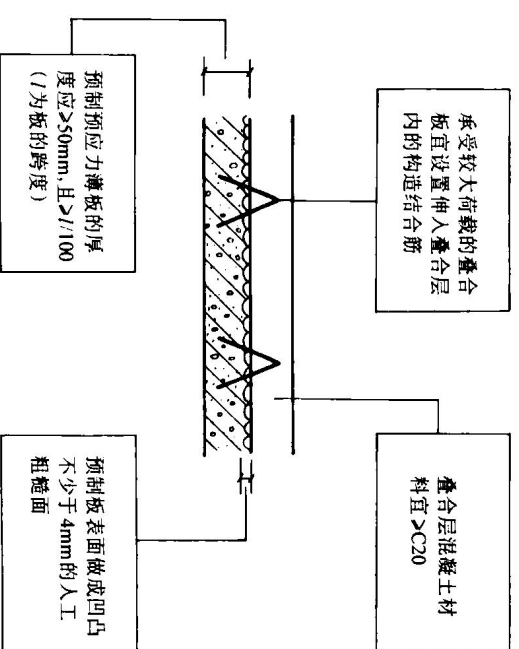 承受较大荷载的叠合
板宜设置伸入叠合层
内的构造结合筋
叠合层混凝土材
料宜≥C20
预制预应力薄板的厚
度应≥50mm,且≥l/100
(l为板的跨度)
预制板表面做成凹凸
不少于4mm的人工
粗糙面